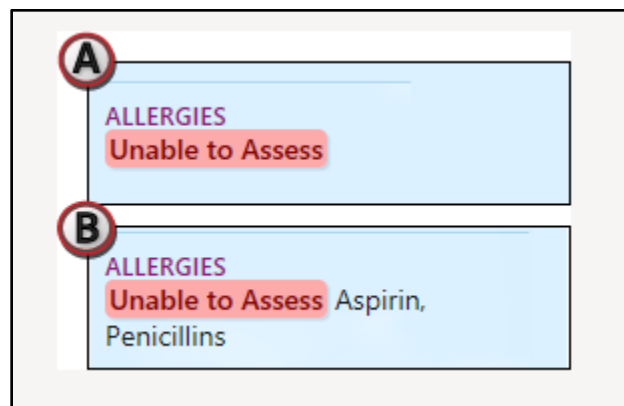 A
ALLERGIES
Unable to Assess
B
ALLERGIES
Unable to Assess Aspirin,
Penicillins